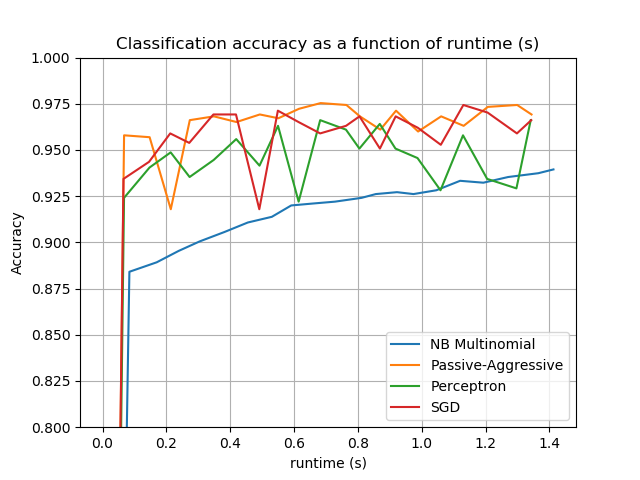 Classification accuracy as a function of runtime (s)
1.000
0.975
0.950
0.925
0.900
0.875
0.850
0.825
0.800
Accuracy
NB Multinomial
Passive-Aggressive
Perceptron
SGD
0.0 0.2 0.4 0.6 0.8 1.0 1.2 1.4
runtime (s)